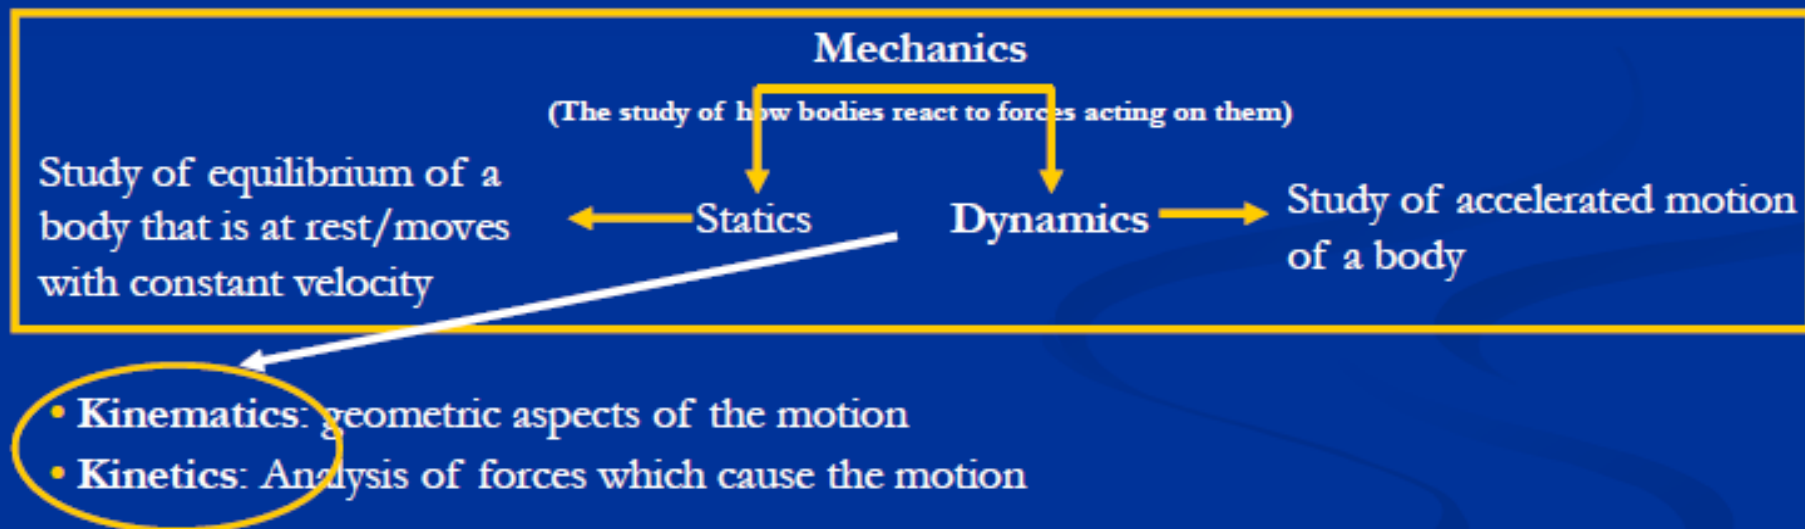 Mechanics
(The study of how bodies react to forces acting on them)
Study of equilibrium of a
body that is at rest/moves
with constant velocity
Statics
Dynamics
Study of accelerated motion
of a body
• Kinematics: geometric aspects of the motion
• Kinetics: Analysis of forces which cause the motion